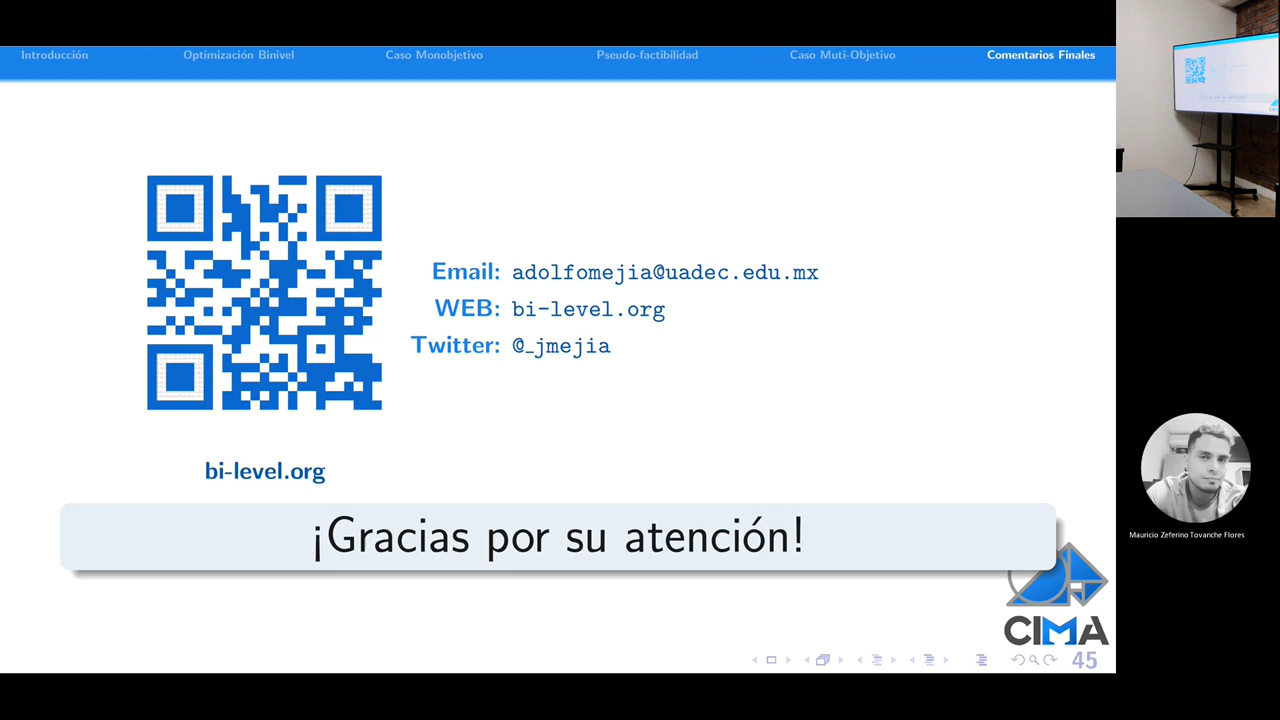 Introducción Optimización Binivel Caso Monobjetivo Pseudo-factibilidad Caso Muti-Objetivo Comentarios Finales
Email: adolfomejia@uadec.edu.mx
WEB: bi-level.org
Twitter: @_jmejia
bi-level.org
¡Gracias por su atención!
CIMA
45
Mauricio Zeferino Tovanche Flores